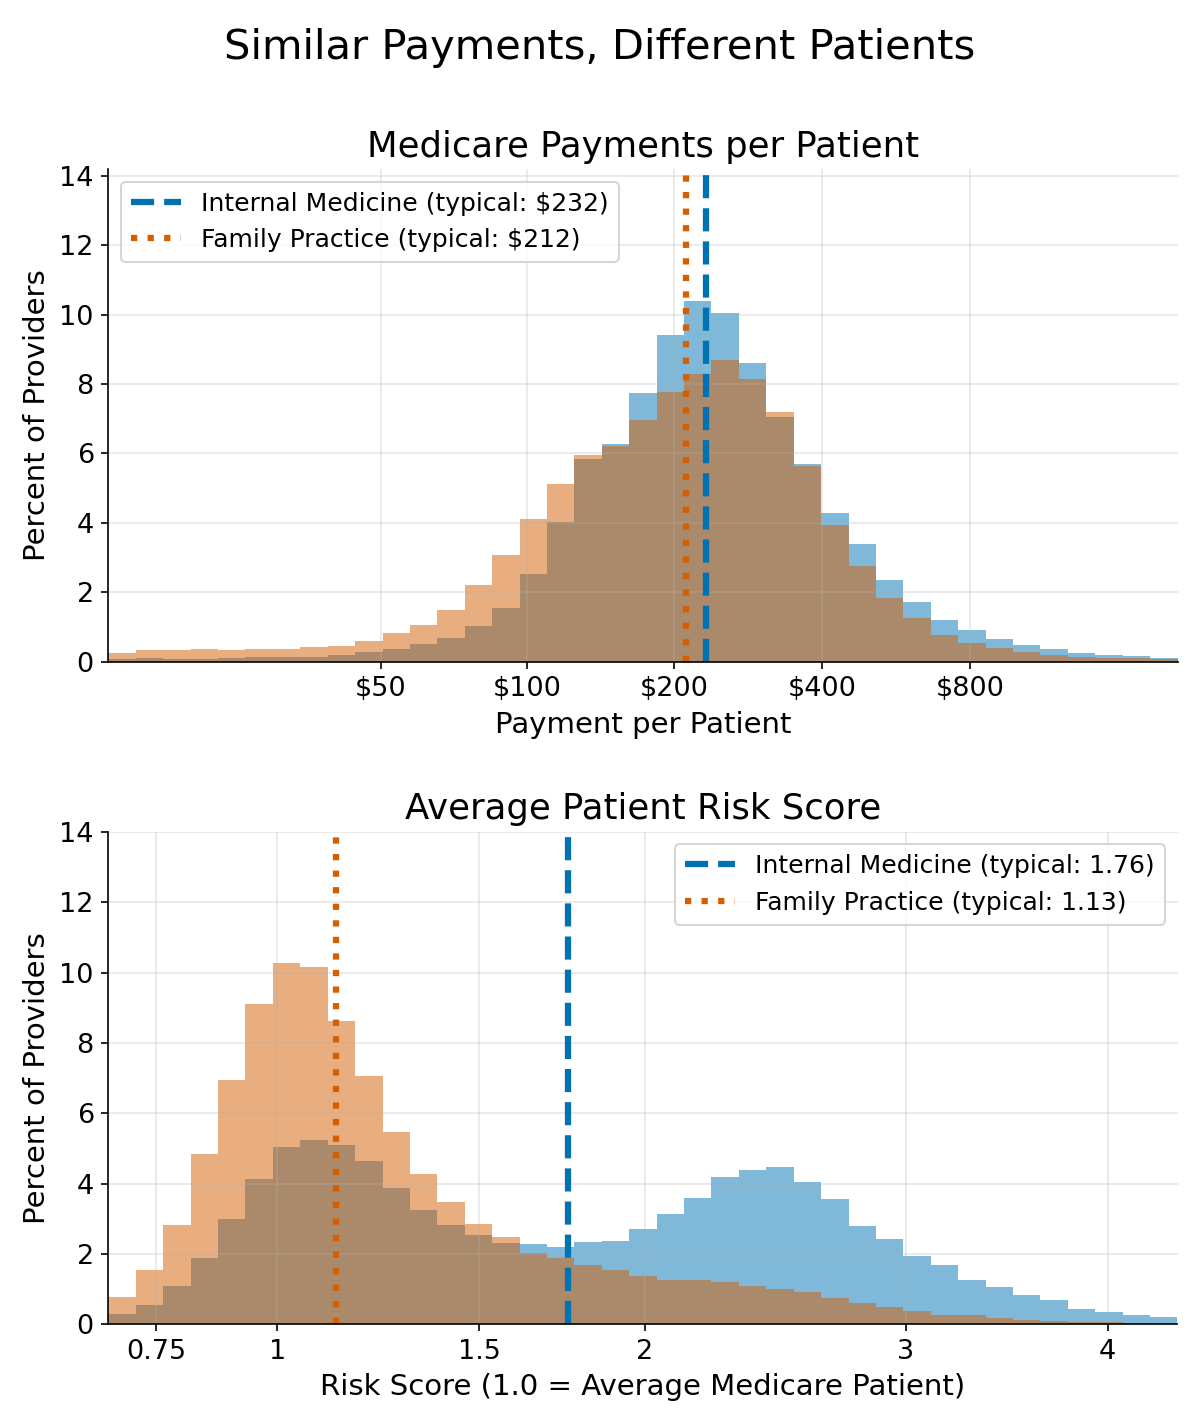 Similar Payments, Different Patients
Medicare Payments per Patient
Internal Medicine (typical: $232)
Family Practice (typical: $212)
Percent of Providers
14
12
10
8
6
4
2
0
$50 $100 $200 $400 $800
Payment per Patient
Average Patient Risk Score
Internal Medicine (typical: 1.76)
Family Practice (typical: 1.13)
Percent of Providers
14
12
10
8
6
4
2
0
0.75 1 1.5 2 3 4
Risk Score (1.0 = Average Medicare Patient)